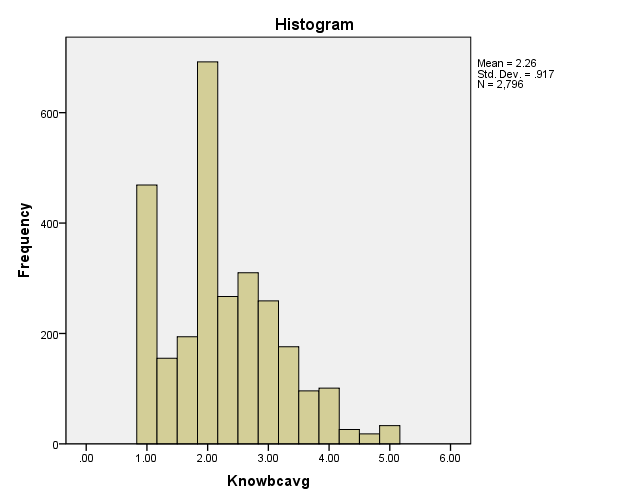 Histogram
Mean = 2.26
Std. Dev. = .917
N = 2,796
600
400
200
0
Frequency
.00 1.00 2.00 3.00 4.00 5.00 6.00
Knowbcavg